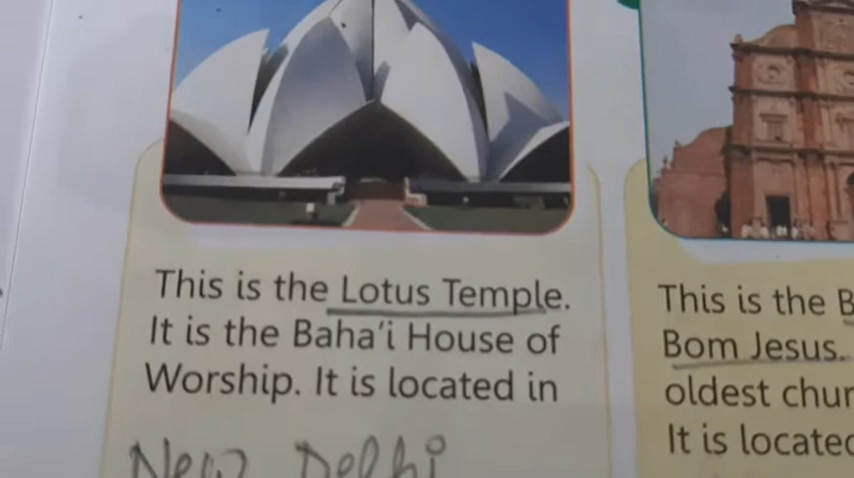 This is the Lotus Temple.
It is the Baha'i House of
Worship. It is located in
New Delhi
This is the B
Bom Jesus.
oldest chur
It is located